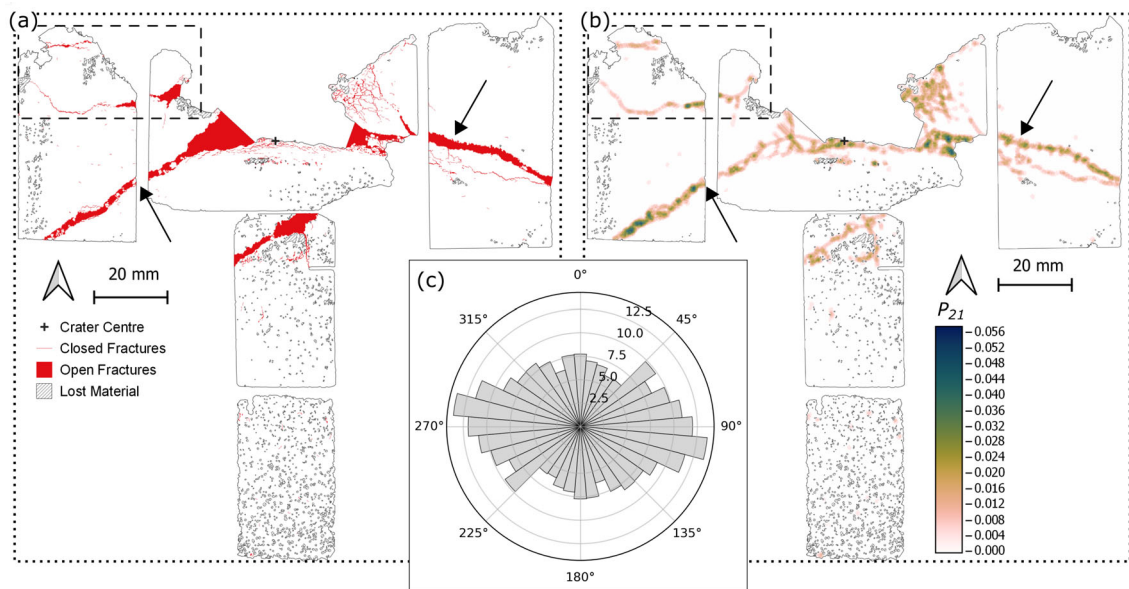 (a)
20 mm
Crater Centre
Closed Fractures
Open Fractures
Lost Material
(b)
20 mm
P21
0.056
0.052
0.048
0.044
0.040
0.036
0.032
0.028
0.024
0.020
0.016
0.012
0.008
0.004
0.000
(c)
0°
315°
45°
12.5
10.0
7.5
5.0
2.5
270°
90°
225°
135°
180°